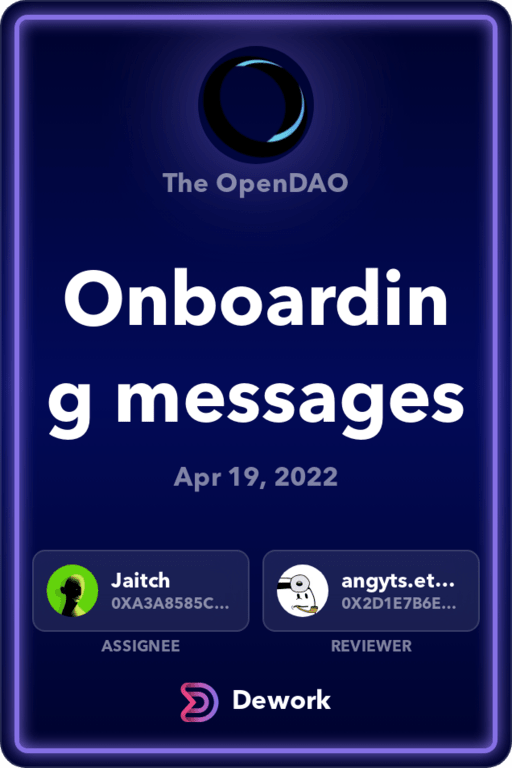 The OpenDAO
Onboardin
g messages
Apr 19, 2022
Jaitch
0XA3A8585C...
angyts.et...
0X2D1E7B6E...
ASSIGNEE
REVIEWER
Dework